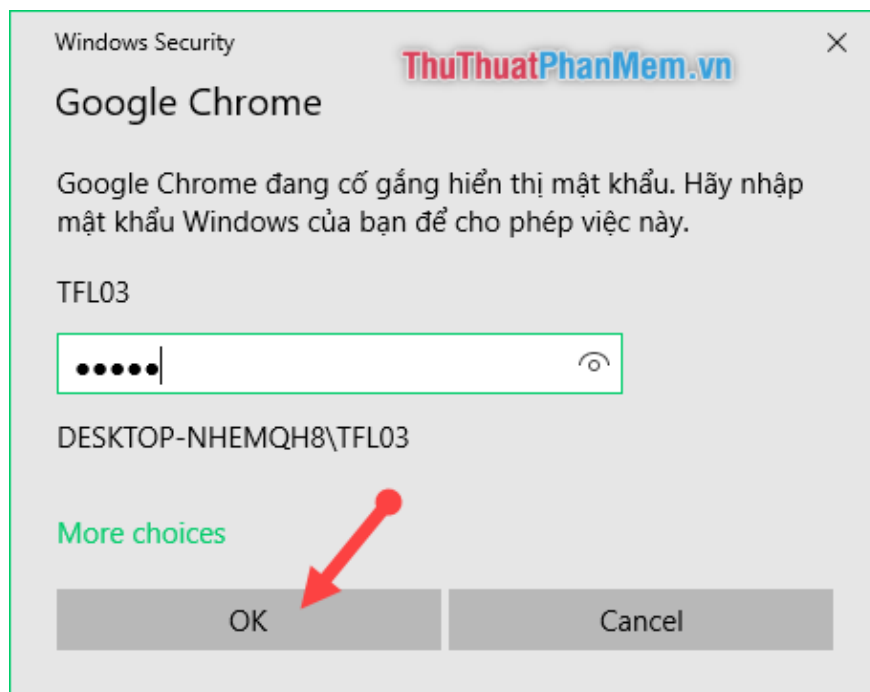 Windows Security
ThuThuatPhanMem.vn
Google Chrome
Google Chrome đang cố gắng hiển thị mật khẩu. Hãy nhập
mật khẩu Windows của bạn để cho phép việc này.
TFL03
●●●●●
DESKTOP-NHEMQH8\TFL03
More choices
OK
Cancel